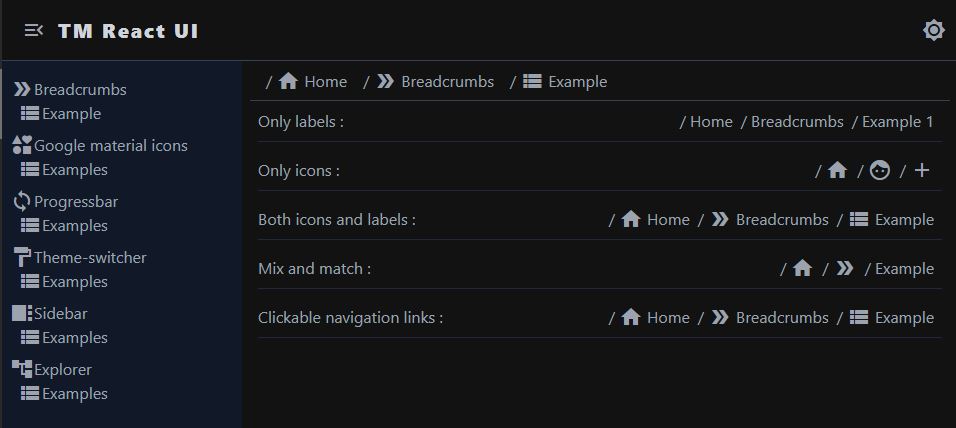 TM React UI
Breadcrumbs
Example
Google material icons
Examples
Progressbar
Examples
Theme-switcher
Examples
Sidebar
Examples
Explorer
Examples
/ Home / Breadcrumbs / Example
Only labels : / Home / Breadcrumbs / Example 1
Only icons : / / /
Both icons and labels : / Home / Breadcrumbs / Example
Mix and match : / / / Example
Clickable navigation links : / Home / Breadcrumbs / Example